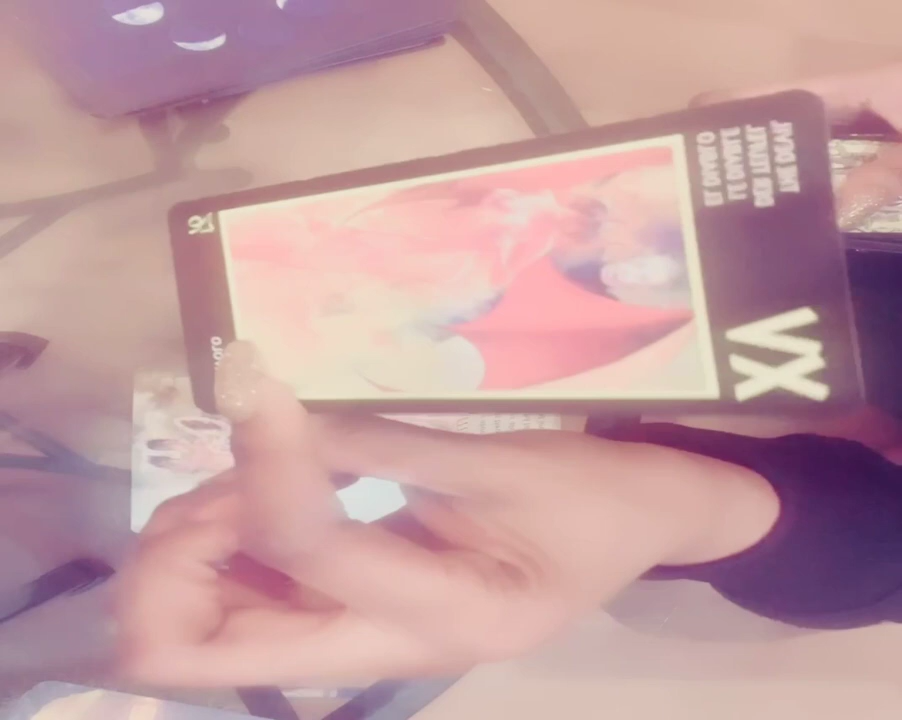 XV
THE DEVIL
DER TEUFEL
LE DIABLE
EL DIABLO